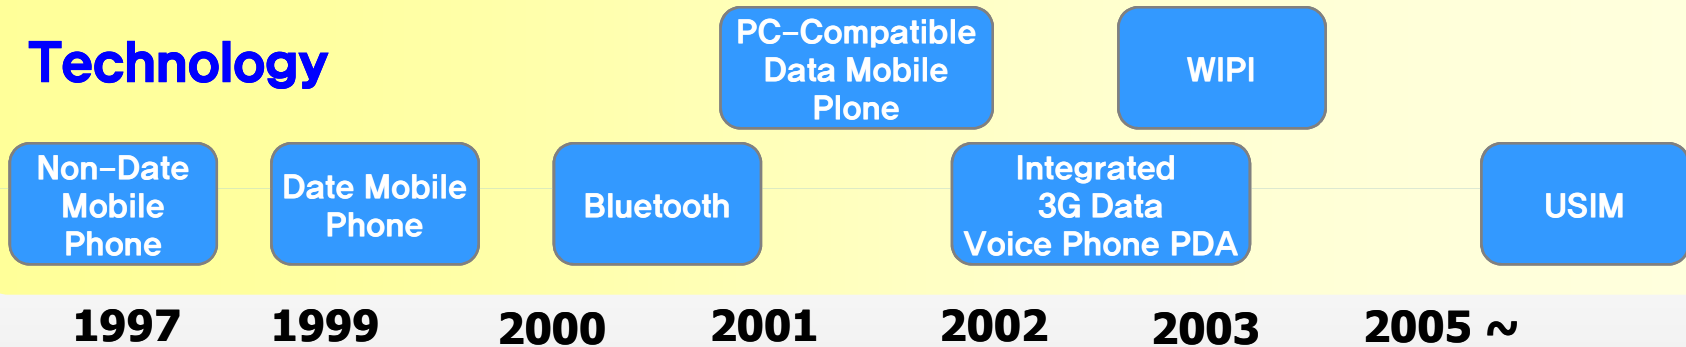 Technology
PC-Compatible
Data Mobile
Plone
WIPI
Non-Date
Mobile
Phone
Date Mobile
Phone
Bluetooth
Integrated
3G Data
Voice Phone PDA
USIM
1997
1999
2000
2001
2002
2003
2005 ~